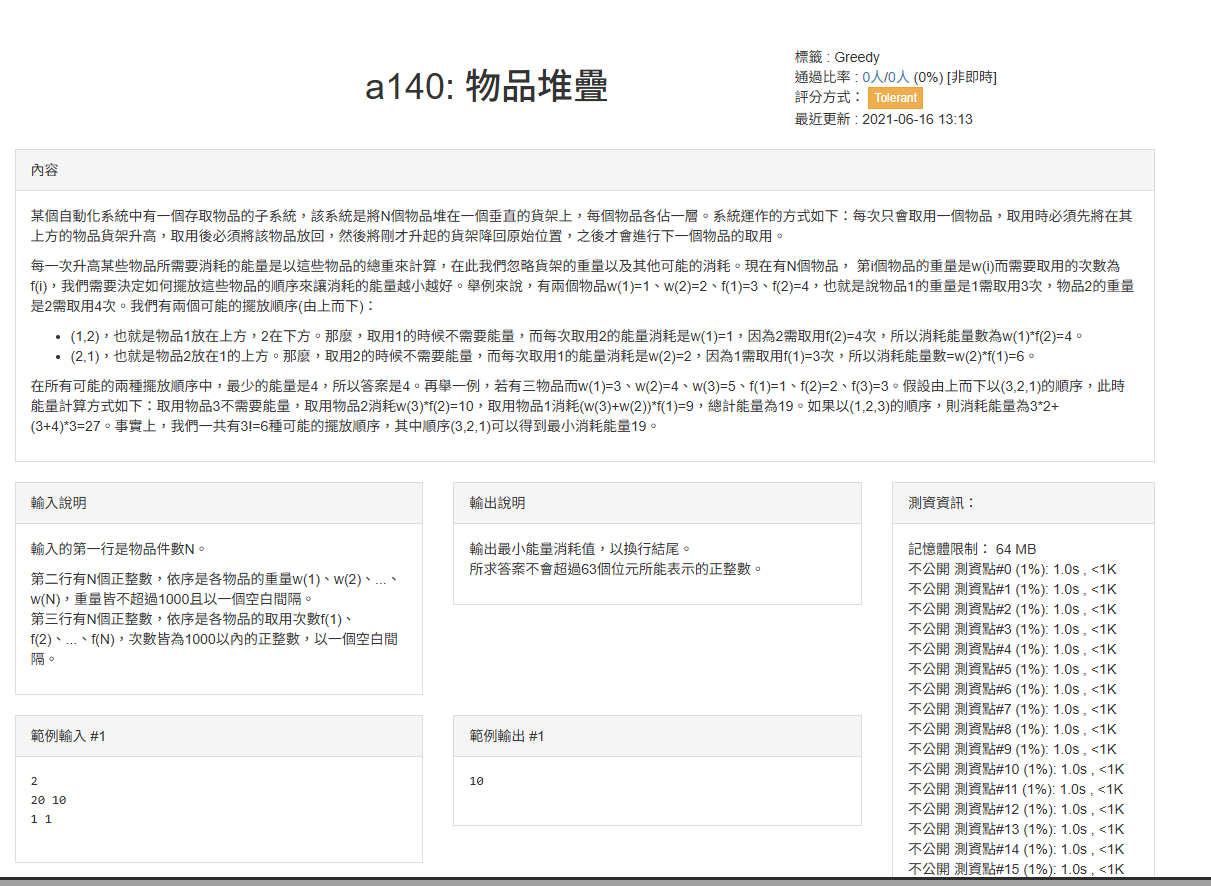 a140: 物品堆疊
標籤 : Greedy
通過比率 : 0人/0人 (0%) [非即時]
評分方式： Tolerant
最近更新 : 2021-06-16 13:13
內容
某個自動化系統中有一個存取物品的子系統，該系統是將N個物品堆在一個垂直的貨架上，每個物品各佔一層。系統運作的方式如下：每次只會取用一個物品，取用時必須先將在其
上方的物品貨架升高，取用後必須將該物品放回，然後將剛才升起的貨架降回原始位置，之後才會進行下一個物品的取用。
每一次升高某些物品所需要消耗的能量是以這些物品的總重來計算，在此我們忽略貨架的重量以及其他可能的消耗。現在有N個物品， 第i個物品的重量是w(i)而需要取用的次數為
f(i)，我們需要決定如何擺放這些物品的順序來讓消耗的能量越小越好。舉例來說，有兩個物品w(1)=1、w(2)=2、f(1)=3、f(2)=4，也就是說物品1的重量是1需取用3次，物品2的重量
是2需取用4次。我們有兩個可能的擺放順序(由上而下)：
• (1,2)，也就是物品1放在上方，2在下方。那麼，取用1的時候不需要能量，而每次取用2的能量消耗是w(1)=1，因為2需取用f(2)=4次，所以消耗能量數為w(1)*f(2)=4。
• (2,1)，也就是物品2放在1的上方。那麼，取用2的時候不需要能量，而每次取用1的能量消耗是w(2)=2，因為1需取用f(1)=3次，所以消耗能量數=w(2)*f(1)=6。
在所有可能的兩種擺放順序中，最少的能量是4，所以答案是4。再舉一例，若有三物品而w(1)=3、w(2)=4、w(3)=5、f(1)=1、f(2)=2、f(3)=3。假設由上而下以(3,2,1)的順序，此時
能量計算方式如下：取用物品3不需要能量，取用物品2消耗w(3)*f(2)=10，取用物品1消耗(w(3)+w(2))*f(1)=9，總計能量為19。如果以(1,2,3)的順序，則消耗能量為3*2+
(3+4)*3=27。事實上，我們一共有3!=6種可能的擺放順序，其中順序(3,2,1)可以得到最小消耗能量19。
輸入說明
輸入的第一行是物品件數N。
第二行有N個正整數，依序是各物品的重量w(1)、w(2)、...、
w(N)，重量皆不超過1000且以一個空白間隔。
第三行有N個正整數，依序是各物品的取用次數f(1)、
f(2)、...、f(N)，次數皆為1000以內的正整數，以一個空白間
隔。
輸出說明
輸出最小能量消耗值，以換行結尾。
所求答案不會超過63個位元所能表示的正整數。
範例輸入 #1
2
20 10
1 1
範例輸出 #1
10
測資資訊：
記憶體限制： 64 MB
不公開 測資點#0 (1%): 1.0s , <1K
不公開 測資點#1 (1%): 1.0s , <1K
不公開 測資點#2 (1%): 1.0s , <1K
不公開 測資點#3 (1%): 1.0s , <1K
不公開 測資點#4 (1%): 1.0s , <1K
不公開 測資點#5 (1%): 1.0s , <1K
不公開 測資點#6 (1%): 1.0s , <1K
不公開 測資點#7 (1%): 1.0s , <1K
不公開 測資點#8 (1%): 1.0s , <1K
不公開 測資點#9 (1%): 1.0s , <1K
不公開 測資點#10 (1%): 1.0s , <1K
不公開 測資點#11 (1%): 1.0s , <1K
不公開 測資點#12 (1%): 1.0s , <1K
不公開 測資點#13 (1%): 1.0s , <1K
不公開 測資點#14 (1%): 1.0s , <1K
不公開 測資點#15 (1%): 1.0s , <1K